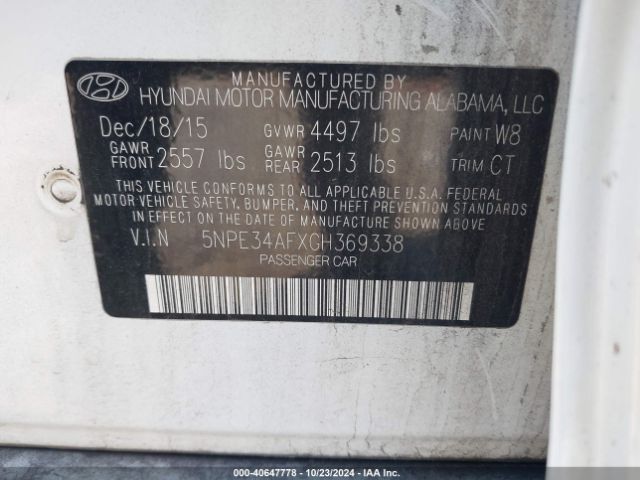 MANUFACTURED BY
HYUNDAI MOTOR MANUFACTURING ALABAMA, LLC
Dec/18/15 GVWR 4497 lbs PAINT W8
GAWR FRONT 2557 lbs GAWR REAR 2513 lbs TRIM CT
THIS VEHICLE CONFORMS TO ALL APPLICABLE U.S.A. FEDERAL
MOTOR VEHICLE SAFETY, BUMPER, AND THEFT PREVENTION STANDARDS
IN EFFECT ON THE DATE OF MANUFACTURE SHOWN ABOVE
V.I.N 5NPE34AFXGH369338
PASSENGER CAR
000-40647778 - 10/23/2024 - IAA Inc.